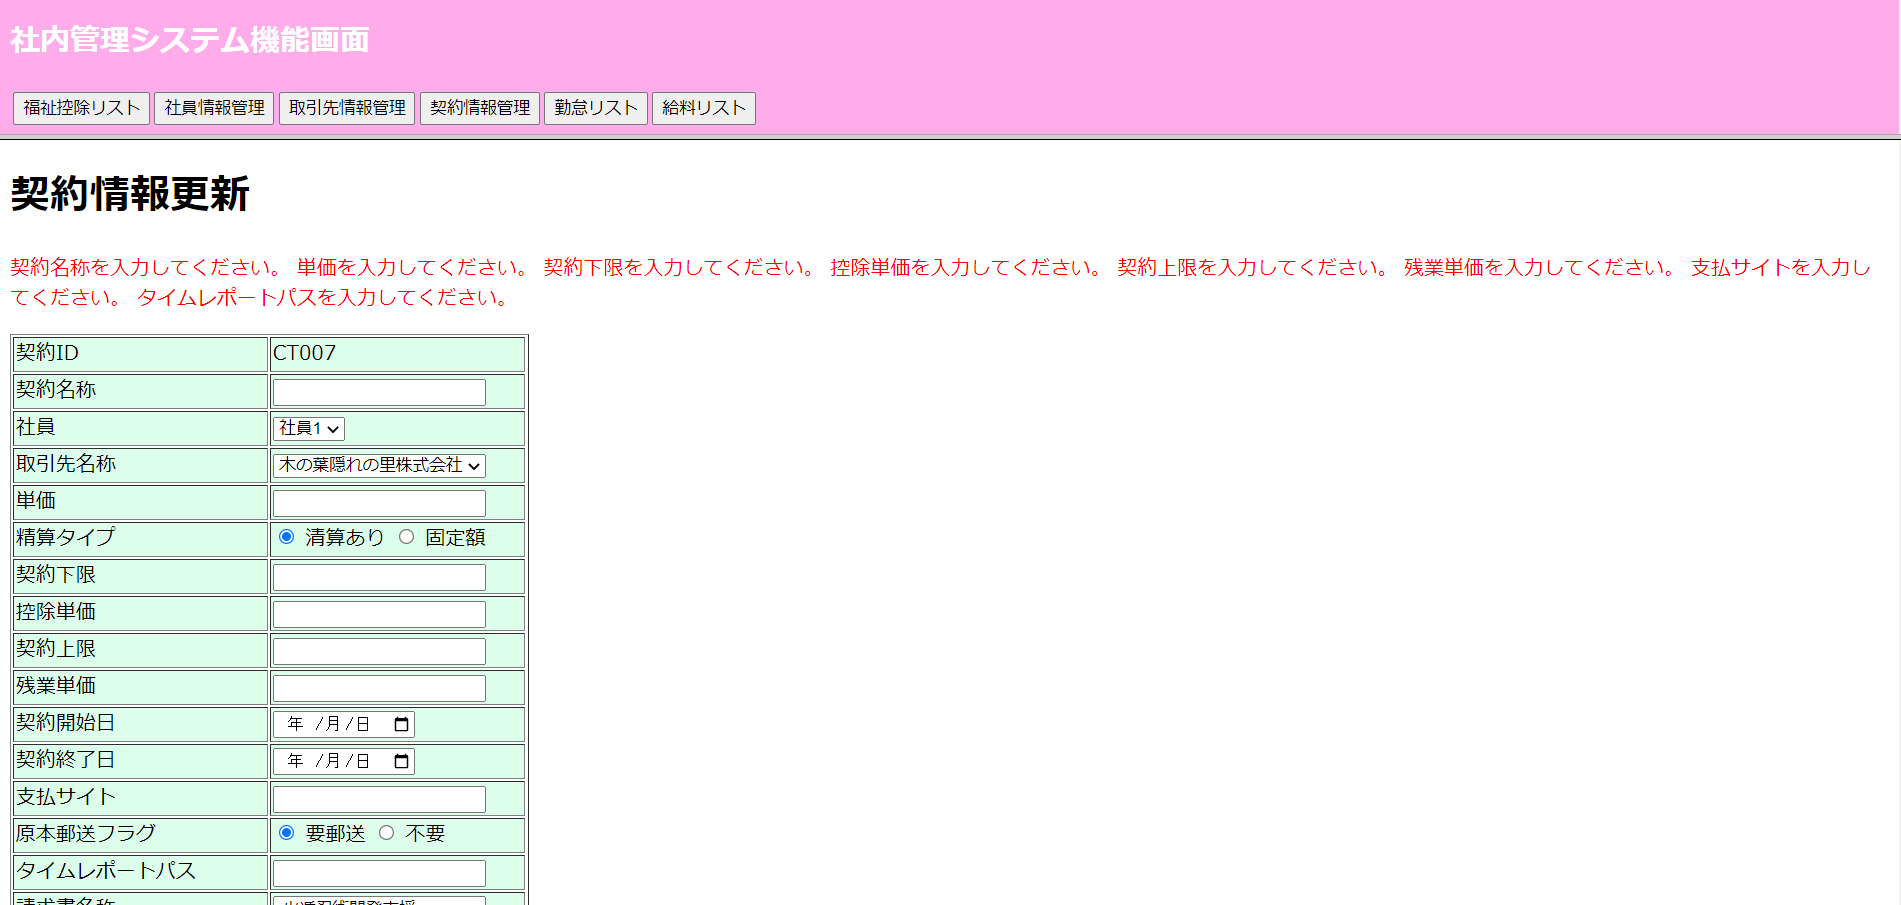 社内管理システム機能画面
福祉控除リスト 社員情報管理 取引先情報管理 契約情報管理 勤怠リスト 給料リスト
契約情報更新
契約名称を入力してください。 単価を入力してください。 契約下限を入力してください。 控除単価を入力してください。 契約上限を入力してください。 残業単価を入力してください。 支払サイトを入力し
てください。 タイムレポートパスを入力してください。
契約ID CT007
契約名称
社員 社員1
取引先名称 木の葉隠れの里株式会社
単価
精算タイプ 清算あり 固定額
契約下限
控除単価
契約上限
残業単価
契約開始日 年 /月/日
契約終了日 年 /月/日
支払サイト
原本郵送フラグ 要郵送 不要
タイムレポートパス
請求書名称